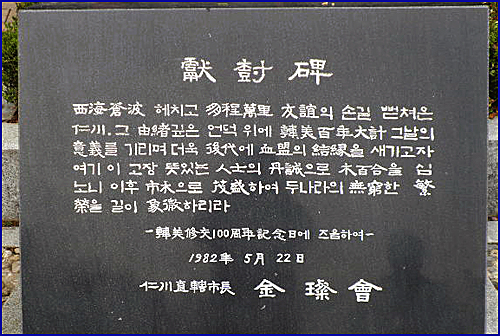 獻酎碑
西海蒼波 헤치고 多程萬里 友誼의 손길 뻗쳐온
仁川. 그 由緖깊은 언덕 위에 韓美百年大計 그날의
意義를 기리며 더욱 後代에 血盟의 結緣을 새기고자
여기 이 고장 뜻있는 人士의 丹誠으로 木百合을 심
노니 이후 市木으로 茂盛하여 두나라의 無窮한 繁
榮을 길이 象徵하리라
-韓美修交100周年記念日에 즈음하여-
1982年 5月 22日
仁川直轄市長 金璨會